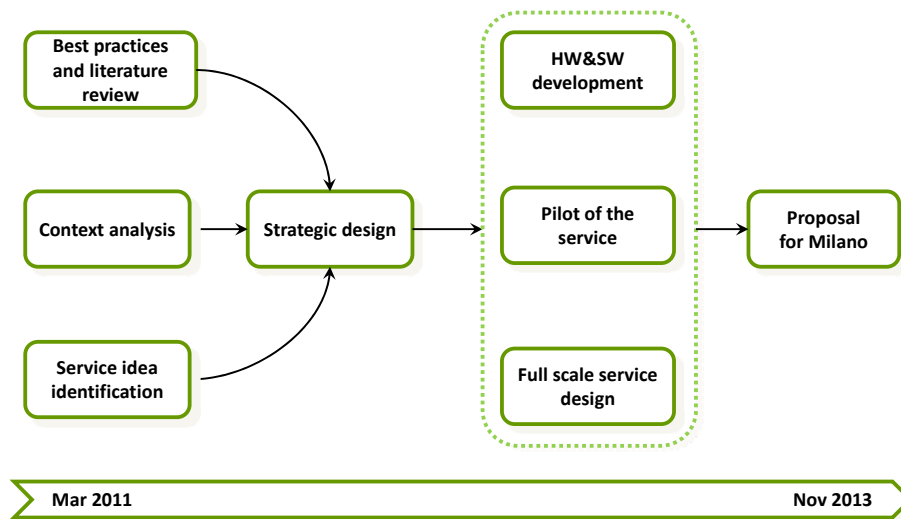 Best practices
and literature
review
Context analysis
Service idea
identification
Strategic design
HW&SW
development
Pilot of the
service
Full scale service
design
Proposal
for Milano
Mar 2011
Nov 2013